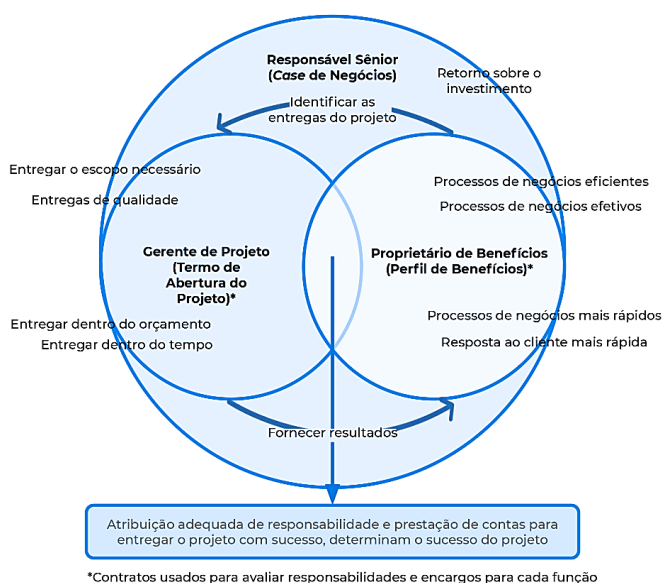 Responsável Sênior
(Case de Negócios)
Retorno sobre o
investimento
Identificar as
entregas do projeto
Entregar o escopo necessário
Entregas de qualidade
Processos de negócios eficientes
Processos de negócios efetivos
Gerente de Projeto
(Termo de
Abertura do
Projeto)*
Proprietário de Benefícios
(Perfil de Benefícios)*
Entregar dentro do orçamento
Entregar dentro do tempo
Processos de negócios mais rápidos
Resposta ao cliente mais rápida
Fornecer resultados
Atribuição adequada de responsabilidade e prestação de contas para
entregar o projeto com sucesso, determinam o sucesso do projeto
*Contratos usados para avaliar responsabilidades e encargos para cada função